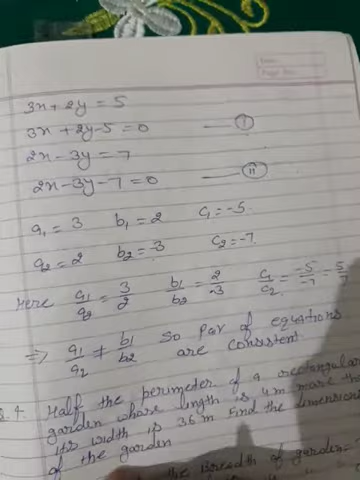 3x + 2y = 5
3x + 2y - 5 = 0 —— I
2x - 3y = 7
2x - 3y - 7 = 0 —— II
a₁ = 3 b₁ = 2 c₁ = -5
a₂ = 2 b₂ = -3 c₂ = -7
Here a₁/a₂ = 3/2 b₁/b₂ = 2/-3 c₁/c₂ = -5/-7 = 5/7
⇒ a₁/a₂ ≠ b₁/b₂ So pair of equations
are consistent
Q.4 Half the perimeter of a rectangular
garden whose length is 4m more tha
its width is 36 m find the dimensions
of the garden
the breadth of garden